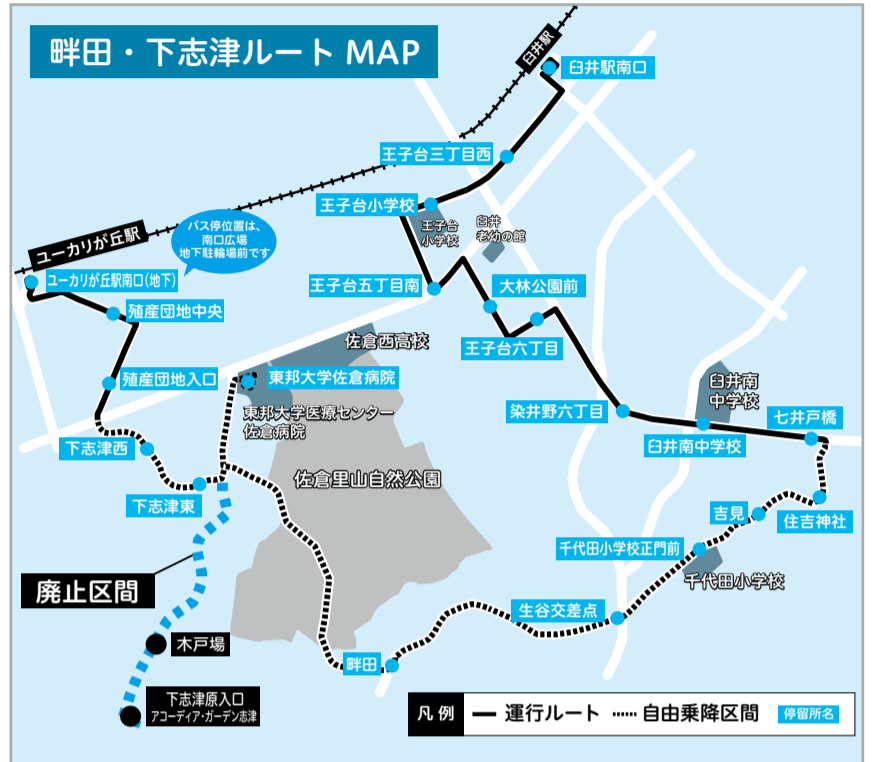 畔田・下志津ルート MAP
臼井駅
臼井駅南口
王子台三丁目西
王子台小学校
王子台
小学校
臼井
老幼の館
バス停位置は、
南口広場
地下駐輪場前です
ユーカリが丘駅
ユーカリが丘駅南口(地下)
王子台五丁目南
大林公園前
殖産団地中央
佐倉西高校
王子台六丁目
殖産団地入口
東邦大学佐倉病院
臼井南
中学校
東邦大学医療センター
佐倉病院
染井野六丁目
七井戸橋
下志津西
臼井南中学校
佐倉里山自然公園
下志津東
吉見
住吉神社
千代田小学校正門前
千代田小学校
廃止区間
生谷交差点
木戸場
畔田
下志津原入口
アコーディア・ガーデン志津
凡例 運行ルート 自由乗降区間 停留所名